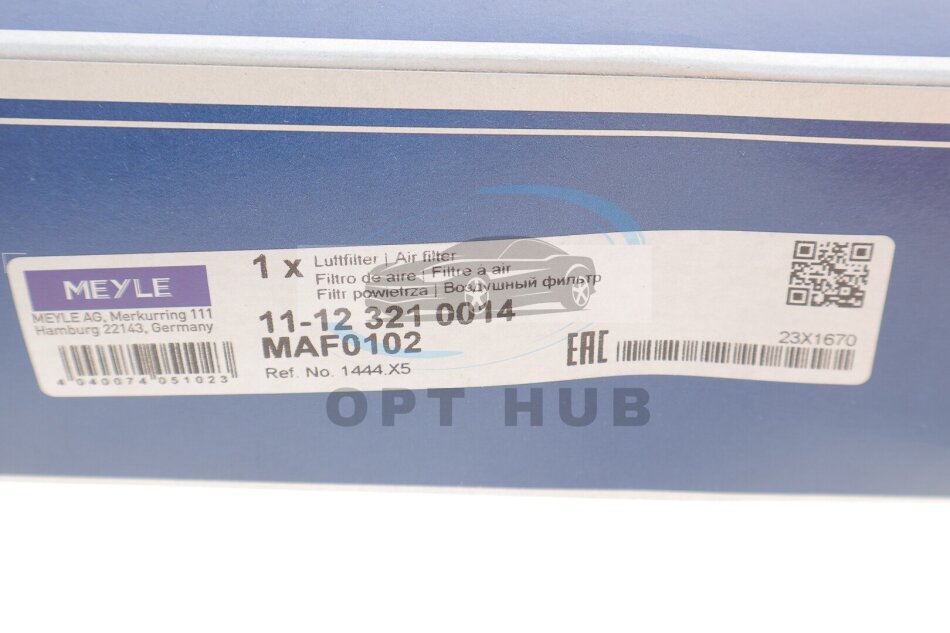 MEYLE
MEYLE AG, Merkurring 111
Hamburg 22143, Germany
4 040074 051023
1 x
Luftfilter | Air filter
Filtro de aire | Filtre à air
Filtr powietrza | Воздушный фильтр
11-12 321 0014
MAF0102
Ref. No. 1444.X5
EAC
23X1670
OPT HUB